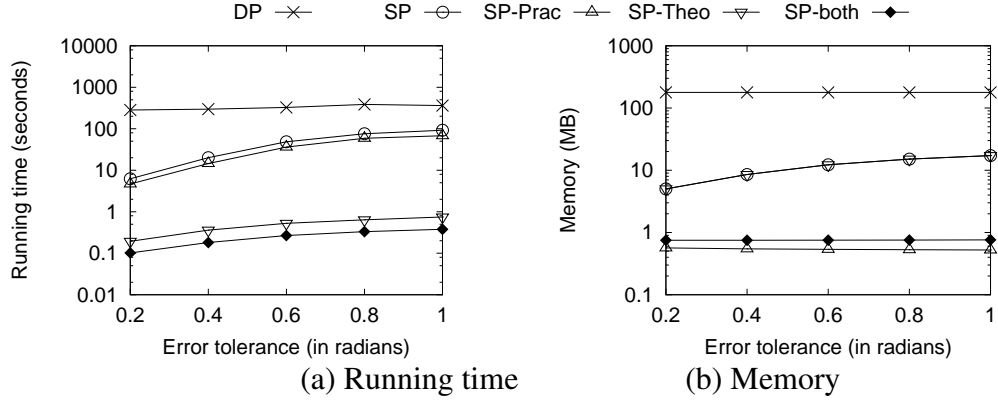 DP SP SP-Prac SP-Theo SP-both
Running time (seconds)
10000
1000
100
10
1
0.1
0.01
0.2 0.4 0.6 0.8 1
Error tolerance (in radians)
(a) Running time
Memory (MB)
1000
100
10
1
0.1
0.2 0.4 0.6 0.8 1
Error tolerance (in radians)
(b) Memory